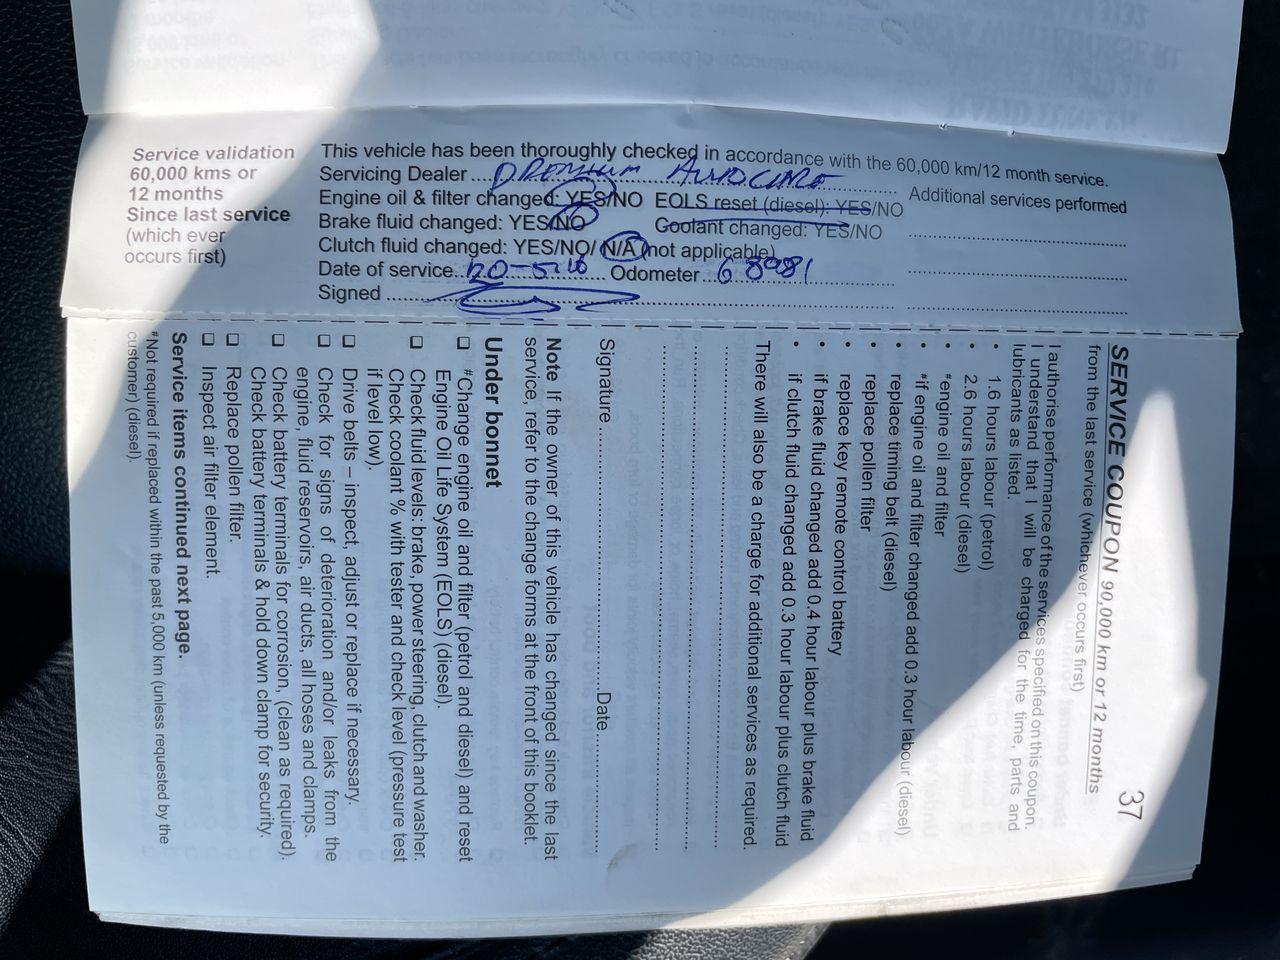 Service validation
60,000 kms or
12 months
Since last service
(which ever
occurs first)
This vehicle has been thoroughly checked in accordance with the 60,000 km/12 month service.
Servicing Dealer ... PREMIUM AUTOCARE
Engine oil & filter changed: YES/NO EOLS reset (diesel): YES/NO
Brake fluid changed: YES/NO Coolant changed: YES/NO
Clutch fluid changed: YES/NO/ N/A (not applicable)
Date of service... Odometer ... 68981
Signed
Additional services performed
37
SERVICE COUPON 90,000 km or 12 months
from the last service (whichever occurs first)
I authorise performance of the services specified on this coupon.
I understand that I will be charged for the time, parts and
lubricants as listed.
• 1.6 hours labour (petrol)
• 2.6 hours labour (diesel)
• *engine oil and filter
• *if engine oil and filter changed add 0.3 hour labour (diesel)
• replace timing belt (diesel)
• replace pollen filter
• replace key remote control battery
• if brake fluid changed add 0.4 hour labour plus brake fluid
• if clutch fluid changed add 0.3 hour labour plus clutch fluid
There will also be a charge for additional services as required.
Signature ... Date ...
Note If the owner of this vehicle has changed since the last
service, refer to the change forms at the front of this booklet.
Under bonnet
❑ #Change engine oil and filter (petrol and diesel) and reset
Engine Oil Life System (EOLS) (diesel).
❑ Check fluid levels: brake, power steering, clutch and washer.
Check coolant % with tester and check level (pressure test
if level low).
❑ Drive belts – inspect, adjust or replace if necessary.
❑ Check for signs of deterioration and/or leaks from the
engine, fluid reservoirs, air ducts, all hoses and clamps.
❑ Check battery terminals for corrosion, (clean as required).
Check battery terminals & hold down clamp for security.
❑ Replace pollen filter.
❑ Inspect air filter element.
Service items continued next page.
#Not required if replaced within the past 5,000 km (unless requested by the
customer) (diesel).